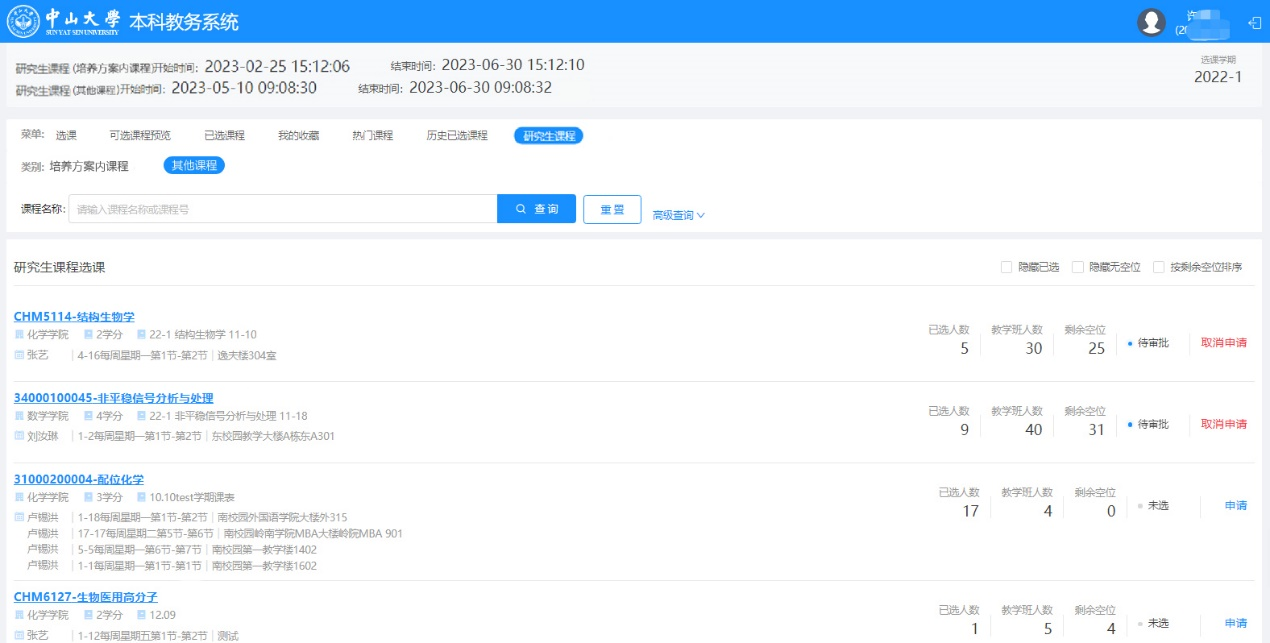 中山大學 本科教务系统
SUN YAT-SEN UNIVERSITY
许
(20
研究生课程 (培养方案内课程)开始时间: 2023-02-25 15:12:06 结束时间: 2023-06-30 15:12:10
研究生课程 (其他课程)开始时间: 2023-05-10 09:08:30 结束时间: 2023-06-30 09:08:32
选课学期
2022-1
菜单: 选课 可选课程预览 已选课程 我的收藏 热门课程 历史已选课程 研究生课程
类别: 培养方案内课程 其他课程
课程名称: 请输入课程名称或课程号 查询 重置 高级查询
研究生课程选课 隐藏已选 隐藏无空位 按剩余空位排序
CHM5114-结构生物学
化学学院 2学分 22-1 结构生物学 11-10
张艺 4-16每周星期一第1节-第2节 逸夫楼304室
已选人数 教学班人数 剩余空位
5 30 25 待审批 取消申请
34000100045-非平稳信号分析与处理
数学学院 4学分 22-1 非平稳信号分析与处理 11-18
刘汝琳 1-2每周星期一第1节-第2节 东校园教学大楼A栋东A301
已选人数 教学班人数 剩余空位
9 40 31 待审批 取消申请
31000200004-配位化学
化学学院 3学分 10.10test学期课表
卢锡洪 1-18每周星期一第1节-第2节 南校园外国语学院大楼外315
卢锡洪 17-17每周星期二第5节-第6节 南校园岭南学院MBA大楼岭院MBA 901
卢锡洪 5-5每周星期一第6节-第7节 南校园第一教学楼1402
卢锡洪 1-1每周星期一第1节-第1节 南校园第一教学楼1602
已选人数 教学班人数 剩余空位
17 4 0 未选 申请
CHM6127-生物医用高分子
化学学院 2学分 12.09
张艺 1-12每周星期五第1节-第2节 测试
已选人数 教学班人数 剩余空位
1 5 4 未选 申请